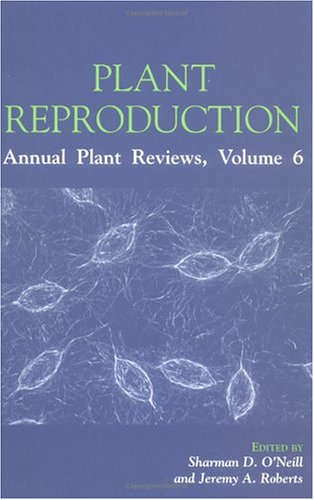 PLANT
REPRODUCTION
Annual Plant Reviews, Volume 6
EDITED BY
Sharman D. O'Neill
and Jeremy A. Roberts